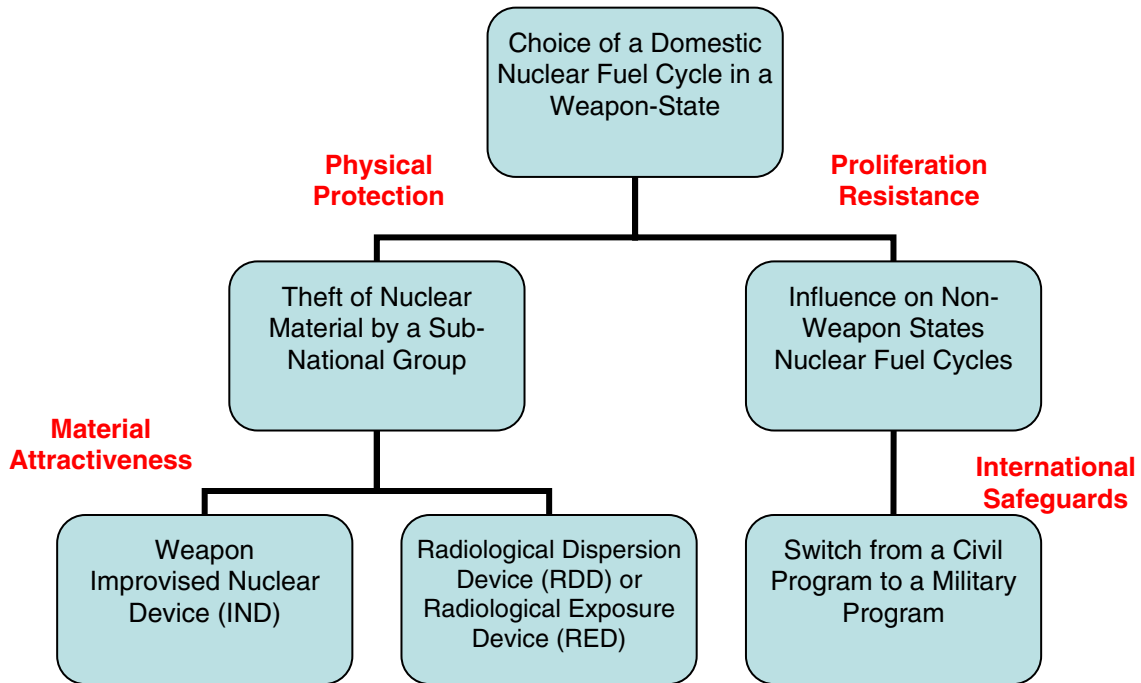 Choice of a Domestic
Nuclear Fuel Cycle in a
Weapon-State
Physical
Protection
Proliferation
Resistance
Theft of Nuclear
Material by a Sub-
National Group
Influence on Non-
Weapon States
Nuclear Fuel Cycles
Material
Attractiveness
International
Safeguards
Weapon
Improvised Nuclear
Device (IND)
Radiological Dispersion
Device (RDD) or
Radiological Exposure
Device (RED)
Switch from a Civil
Program to a Military
Program